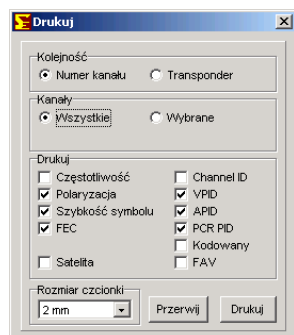 Drukuj
Kolejność
Numer kanału Transponder
Kanały
Wszystkie Wybrane
Drukuj
Częstotliwość Channel ID
Polaryzacja VPID
Szybkość symbolu APID
FEC PCR PID
Kodowany
Satelita FAV
Rozmiar czcionki
2 mm Przerwij Drukuj